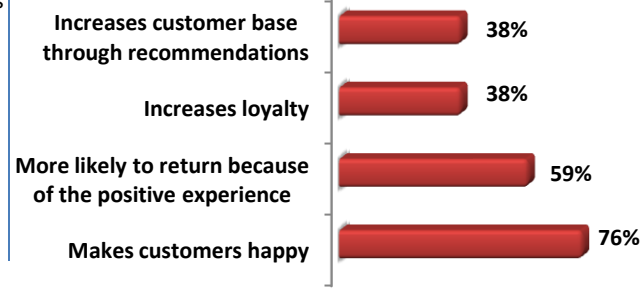 Increases customer base
through recommendations
38%
Increases loyalty
38%
More likely to return because
of the positive experience
59%
Makes customers happy
76%